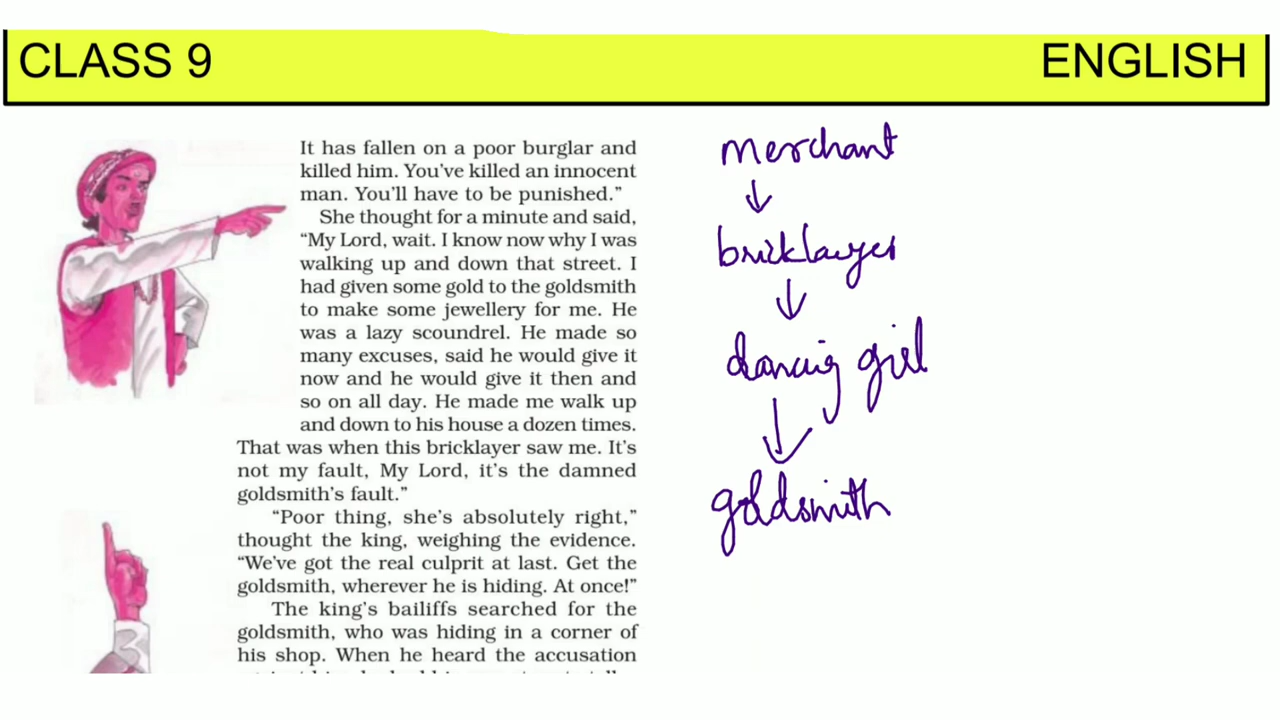 CLASS 9
ENGLISH
It has fallen on a poor burglar and
killed him. You've killed an innocent
man. You'll have to be punished."
She thought for a minute and said,
"My Lord, wait. I know now why I was
walking up and down that street. I
had given some gold to the goldsmith
to make some jewellery for me. He
was a lazy scoundrel. He made so
many excuses, said he would give it
now and he would give it then and
so on all day. He made me walk up
and down to his house a dozen times.
That was when this bricklayer saw me. It's
not my fault, My Lord, it's the damned
goldsmith's fault."
"Poor thing, she's absolutely right,"
thought the king, weighing the evidence.
"We've got the real culprit at last. Get the
goldsmith, wherever he is hiding. At once!"
The king's bailiffs searched for the
goldsmith, who was hiding in a corner of
his shop. When he heard the accusation
merchant
↓
bricklayer
↓
dancig girl
↓
goldsmith